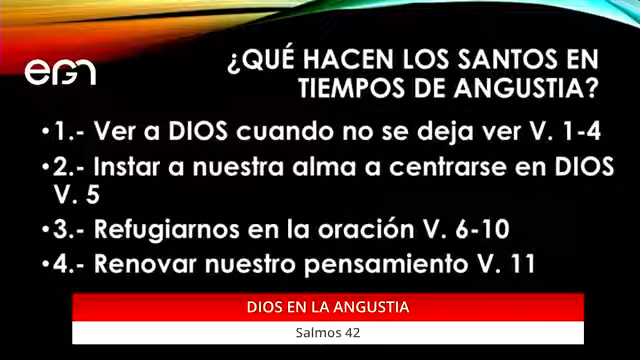 egn
¿QUÉ HACEN LOS SANTOS EN
TIEMPOS DE ANGUSTIA?
•1.- Ver a DIOS cuando no se deja ver V. 1-4
•2.- Instar a nuestra alma a centrarse en DIOS
V. 5
•3.- Refugiarnos en la oración V. 6-10
•4.- Renovar nuestro pensamiento V. 11
DIOS EN LA ANGUSTIA
Salmos 42